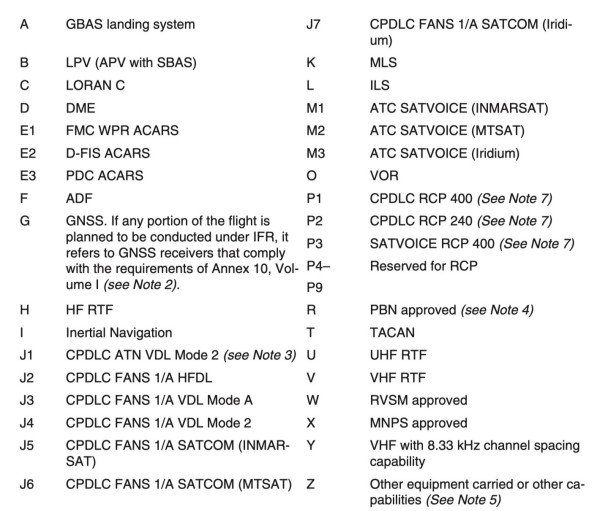 A GBAS landing system
B LPV (APV with SBAS)
C LORAN C
D DME
E1 FMC WPR ACARS
E2 D-FIS ACARS
E3 PDC ACARS
F ADF
G GNSS. If any portion of the flight is
planned to be conducted under IFR, it
refers to GNSS receivers that comply
with the requirements of Annex 10, Vol-
ume I (see Note 2).
H HF RTF
I Inertial Navigation
J1 CPDLC ATN VDL Mode 2 (see Note 3)
J2 CPDLC FANS 1/A HFDL
J3 CPDLC FANS 1/A VDL Mode A
J4 CPDLC FANS 1/A VDL Mode 2
J5 CPDLC FANS 1/A SATCOM (INMAR-
SAT)
J6 CPDLC FANS 1/A SATCOM (MTSAT)
J7 CPDLC FANS 1/A SATCOM (Iridi-
um)
K MLS
L ILS
M1 ATC SATVOICE (INMARSAT)
M2 ATC SATVOICE (MTSAT)
M3 ATC SATVOICE (Iridium)
O VOR
P1 CPDLC RCP 400 (See Note 7)
P2 CPDLC RCP 240 (See Note 7)
P3 SATVOICE RCP 400 (See Note 7)
P4– Reserved for RCP
P9
R PBN approved (see Note 4)
T TACAN
U UHF RTF
V VHF RTF
W RVSM approved
X MNPS approved
Y VHF with 8.33 kHz channel spacing
capability
Z Other equipment carried or other ca-
pabilities (See Note 5)